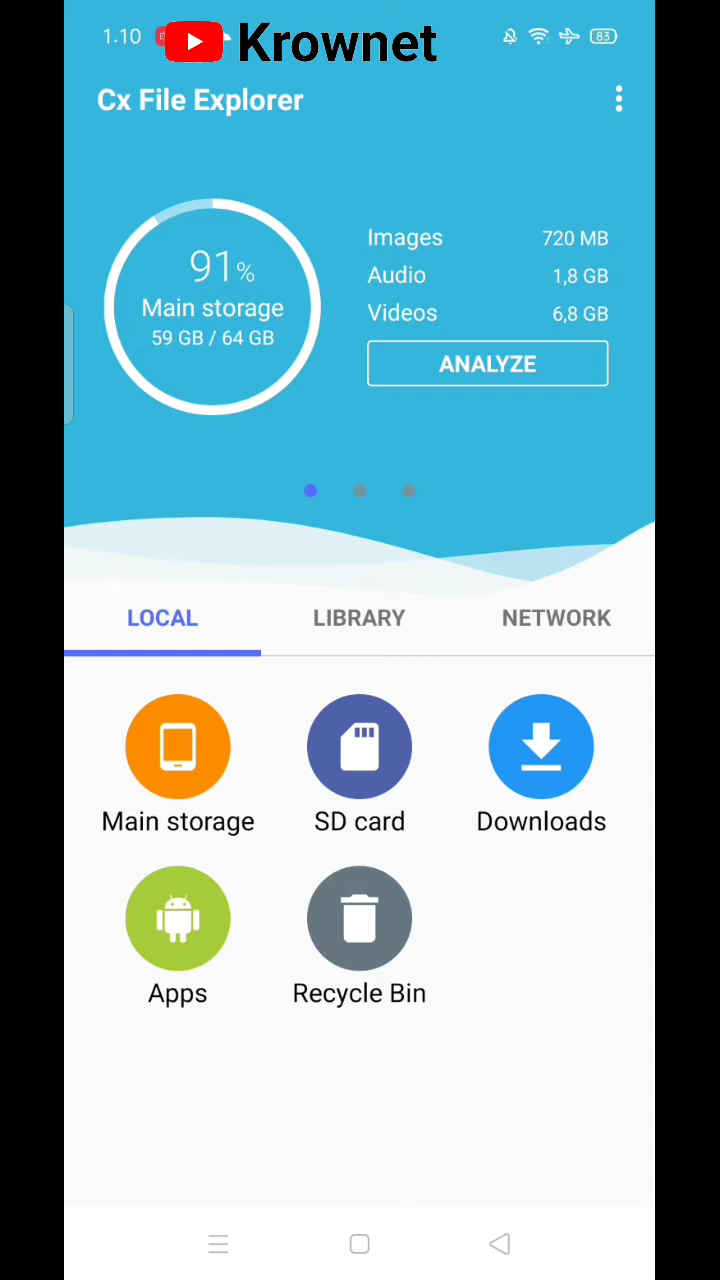 1.10
Krownet
83
Cx File Explorer
91%
Main storage
59 GB / 64 GB
Images 720 MB
Audio 1,8 GB
Videos 6,8 GB
ANALYZE
LOCAL LIBRARY NETWORK
Main storage SD card Downloads
Apps Recycle Bin